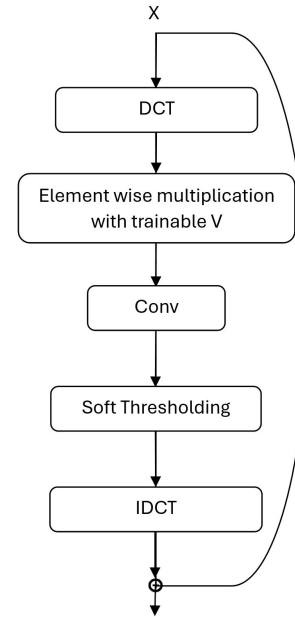 X
DCT
Element wise multiplication
with trainable V
Conv
Soft Thresholding
IDCT